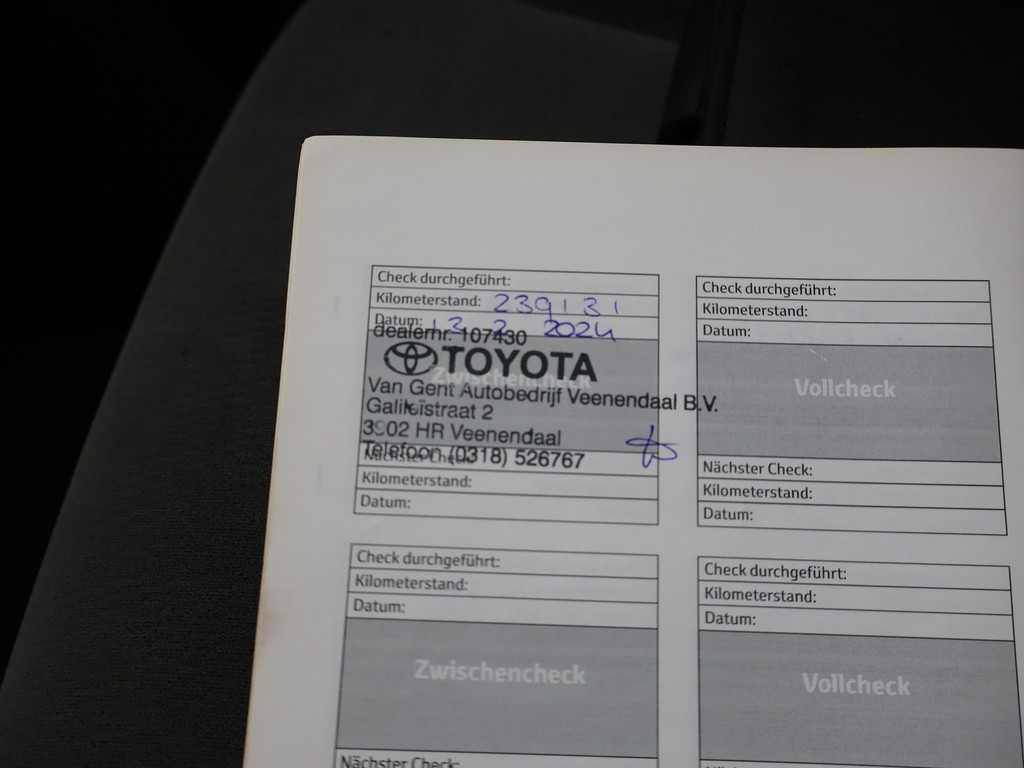 Check durchgeführt:
Kilometerstand: 239131
Datum: 13 2 2024
dealernr. 107430
TOYOTA
Zwischencheck
Van Gent Autobedrijf Veenendaal B.V.
Galileïstraat 2
3902 HR Veenendaal
Telefoon (0318) 526767
Nächster Check:
Kilometerstand:
Datum:
Check durchgeführt:
Kilometerstand:
Datum:
Vollcheck
Nächster Check:
Kilometerstand:
Datum:
Check durchgeführt:
Kilometerstand:
Datum:
Zwischencheck
Nächster Check:
Check durchgeführt:
Kilometerstand:
Datum:
Vollcheck